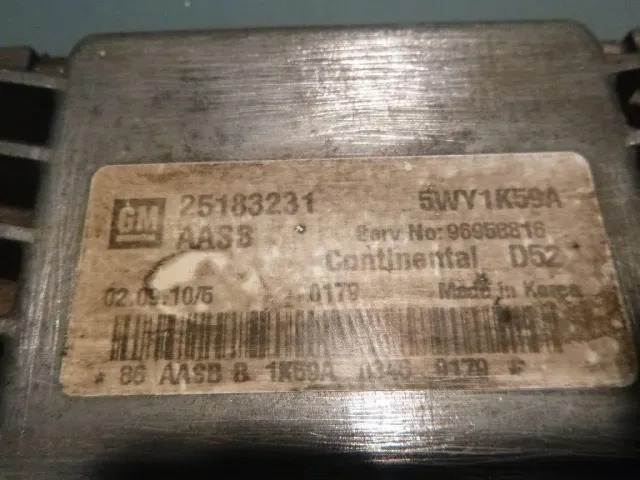 GM 25183231 5WY1K59A
AASB Serv No: 96958816
Continental D52
02.09.10/5 0179 Made in Korea
* 86 AASB B 1K59A 0179